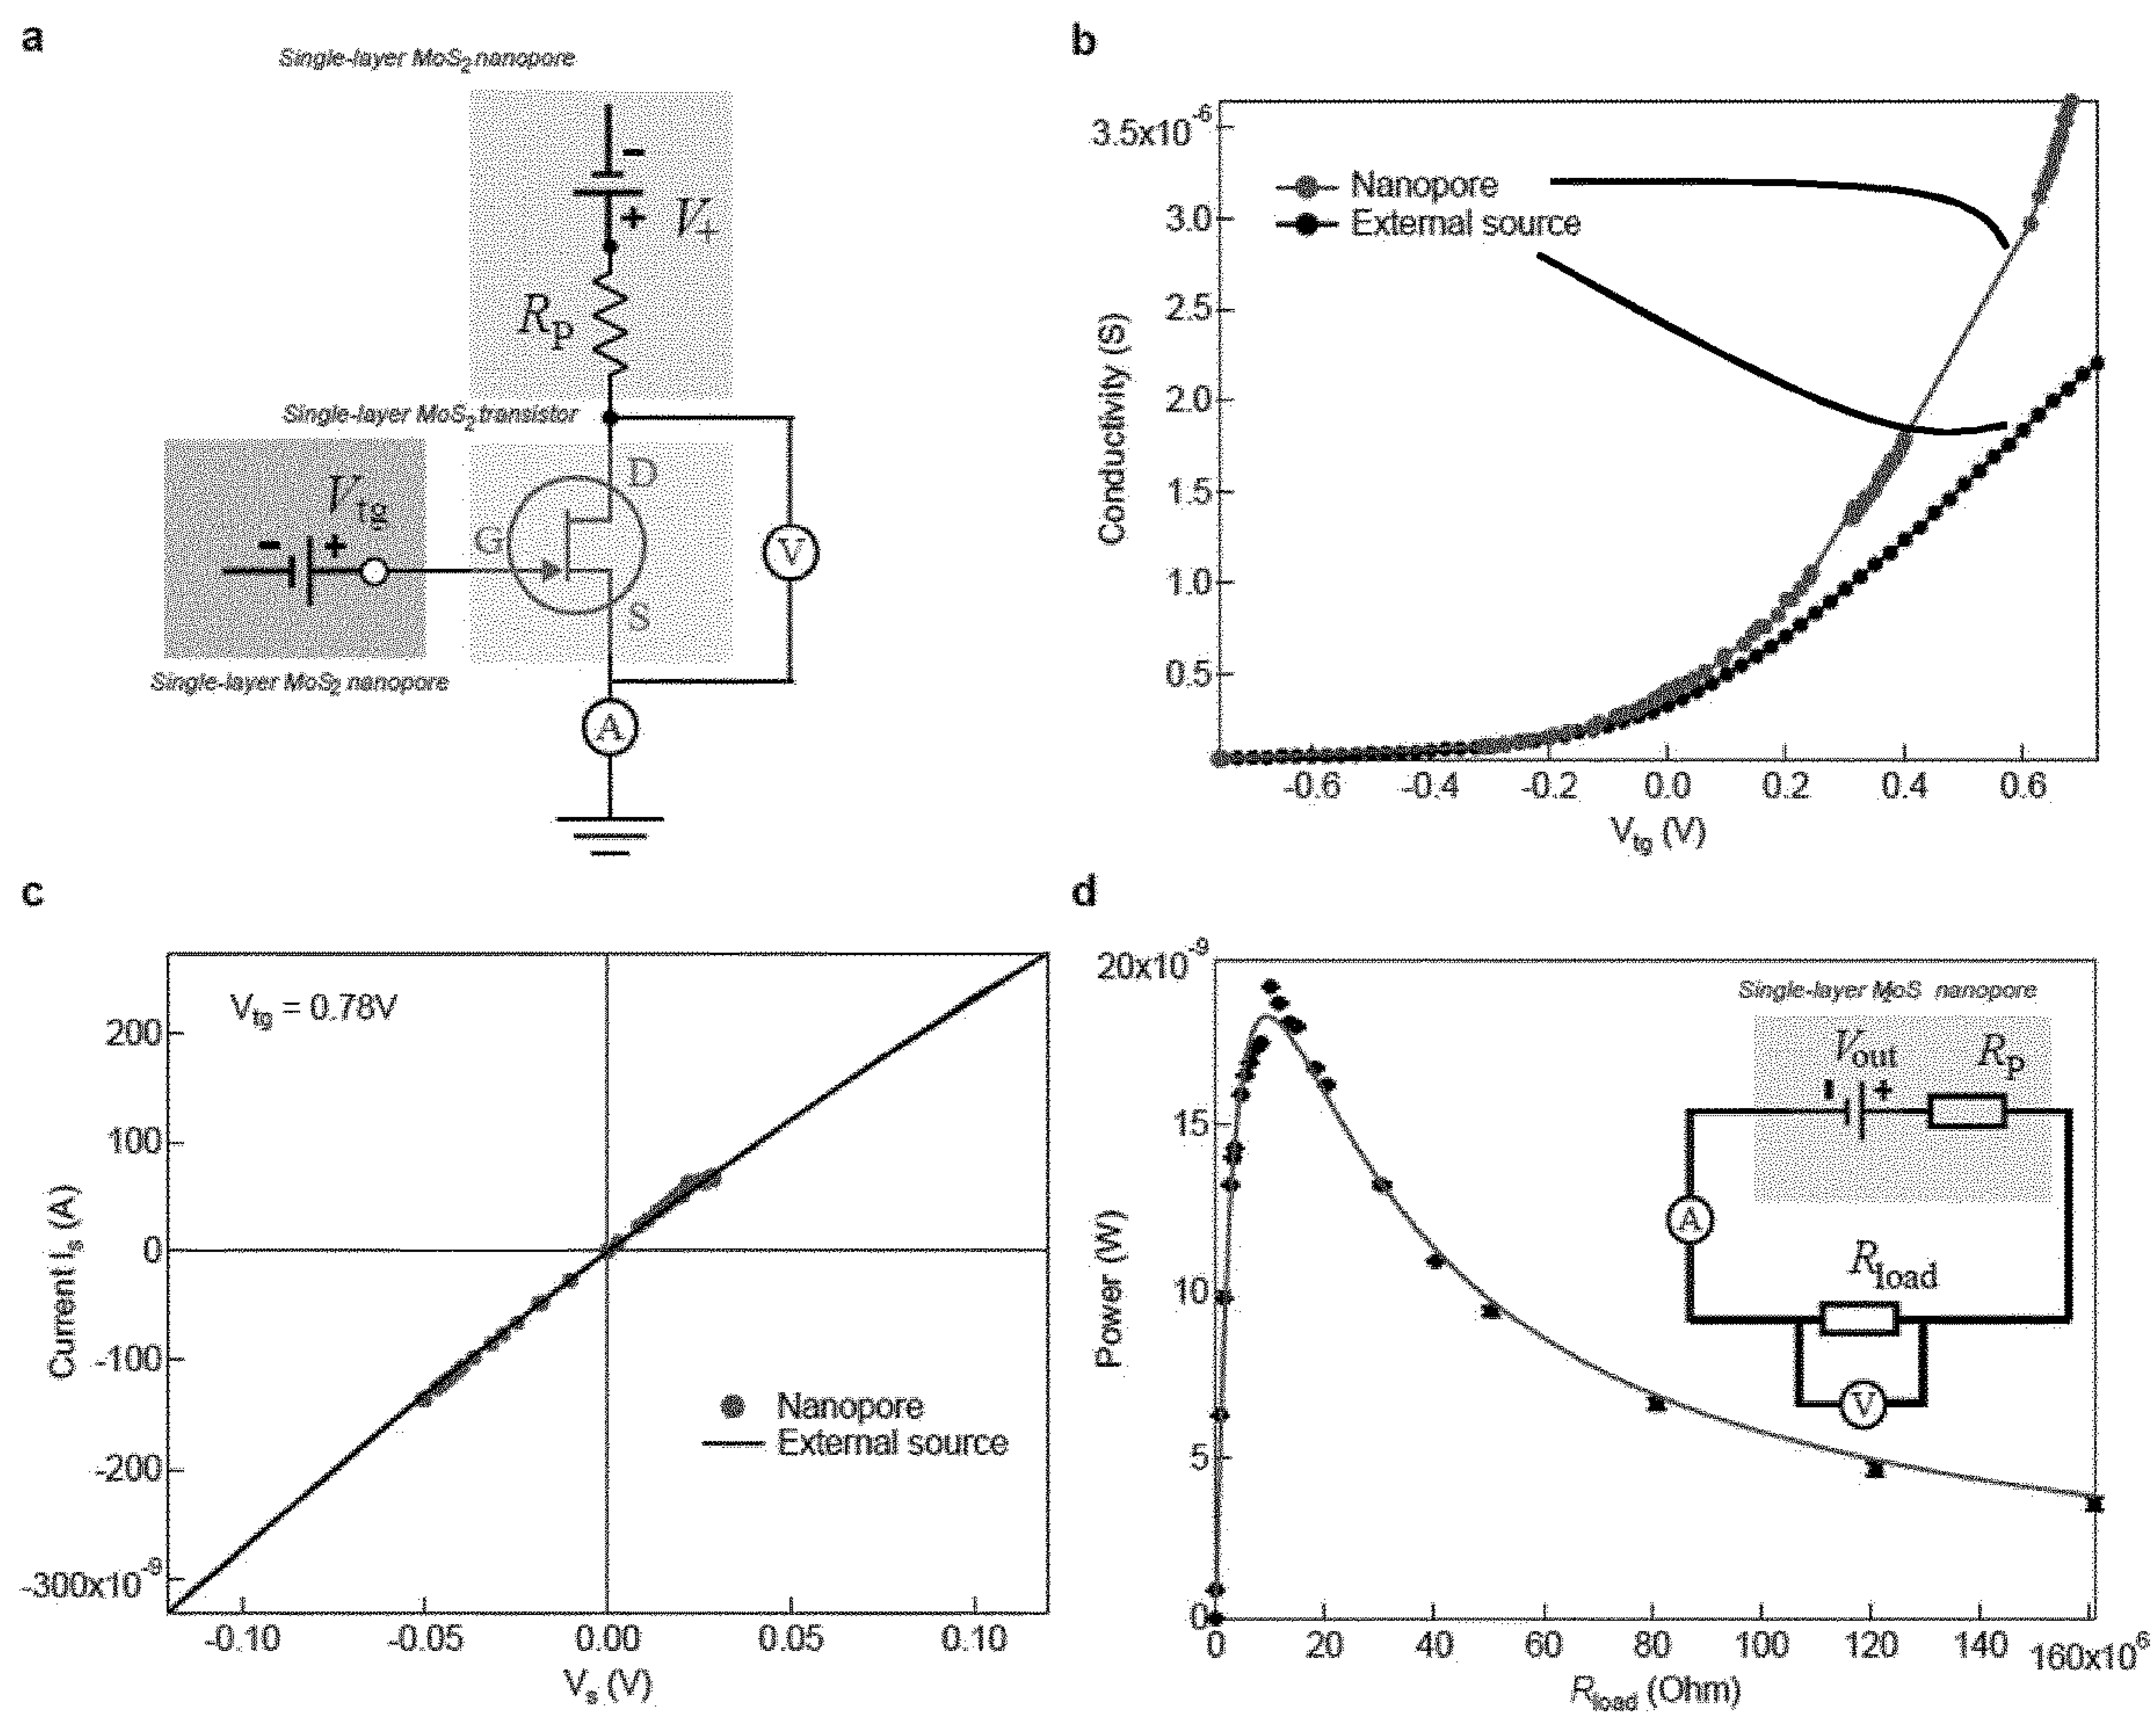 a
Single-layer MoS2 nanopore
-
+
V+
Rp
Single-layer MoS2 transistor
Vtg
-
+
G
D
S
V
A
Single-layer MoS2 nanopore
b
3.5x10-6
3.0
2.5
2.0
1.5
1.0
0.5
Conductivity (S)
Nanopore
External source
-0.6
-0.4
-0.2
0.0
0.2
0.4
0.6
Vtg (V)
c
Vtg = 0.78V
200
100
0
-100
-200
-300x10-9
Current Is (A)
Nanopore
External source
-0.10
-0.05
0.00
0.05
0.10
Vs (V)
d
20x10-9
15
10
5
0
Power (W)
Single-layer MoS2 nanopore
Vout
Rp
-
+
A
Rload
V
0
20
40
60
80
100
120
140
160x106
Rload (Ohm)